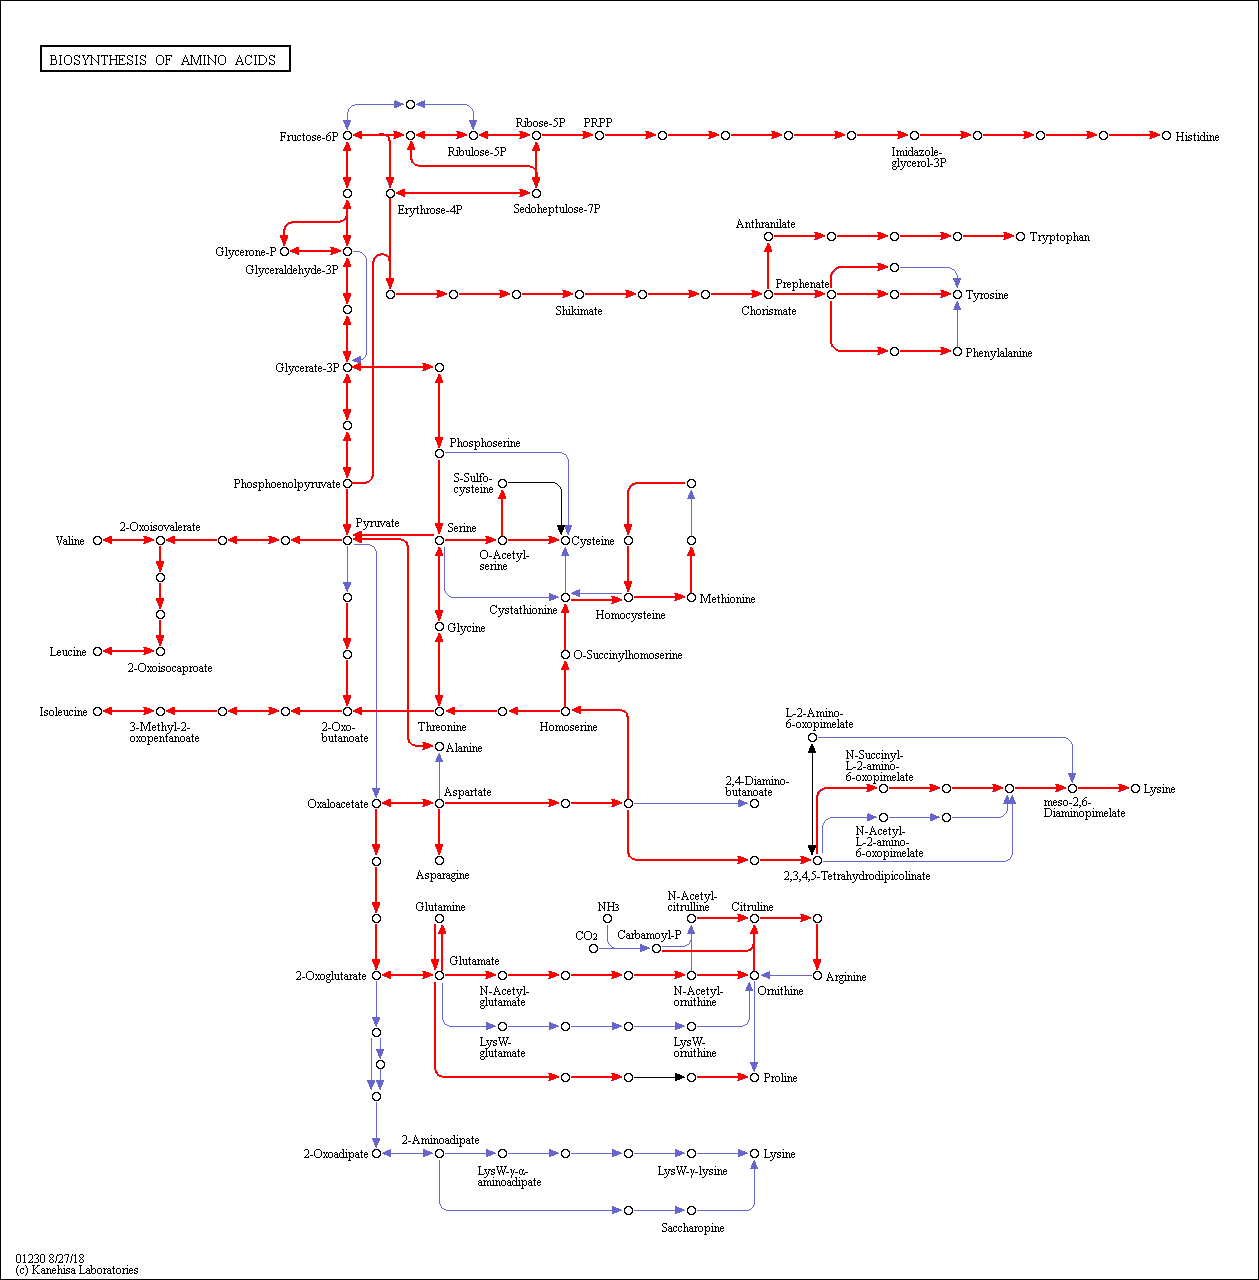 BIOSYNTHESIS OF AMINO ACIDS
Fructose-6P
Ribulose-5P
Ribose-5P
PRPP
Imidazole-
glycerol-3P
Histidine
Erythrose-4P
Sedoheptulose-7P
Glycerone-P
Glyceraldehyde-3P
Anthranilate
Tryptophan
Shikimate
Chorismate
Prephenate
Tyrosine
Phenylalanine
Glycerate-3P
Phosphoserine
S-Sulfo-
cysteine
Phosphoenolpyruvate
Valine
2-Oxoisovalerate
Pyruvate
Serine
O-Acetyl-
serine
Cysteine
Cystathionine
Homocysteine
Methionine
Glycine
Leucine
2-Oxoisocaproate
O-Succinylhomoserine
Isoleucine
3-Methyl-2-
oxopentanoate
2-Oxo-
butanoate
Threonine
Homoserine
Alanine
L-2-Amino-
6-oxopimelate
N-Succinyl-
L-2-amino-
6-oxopimelate
Oxaloacetate
Aspartate
2,4-Diamino-
butanoate
meso-2,6-
Diaminopimelate
Lysine
N-Acetyl-
L-2-amino-
6-oxopimelate
Asparagine
2,3,4,5-Tetrahydrodipicolinate
Glutamine
NH3
N-Acetyl-
citrulline
Citruline
CO2
Carbamoyl-P
2-Oxoglutarate
Glutamate
N-Acetyl-
glutamate
N-Acetyl-
ornithine
Ornithine
Arginine
LysW-
glutamate
LysW-
ornithine
Proline
2-Oxoadipate
2-Aminoadipate
LysW-γ-α-
aminoadipate
LysW-γ-lysine
Lysine
Saccharopine
01230 8/27/18
(c) Kanehisa Laboratories